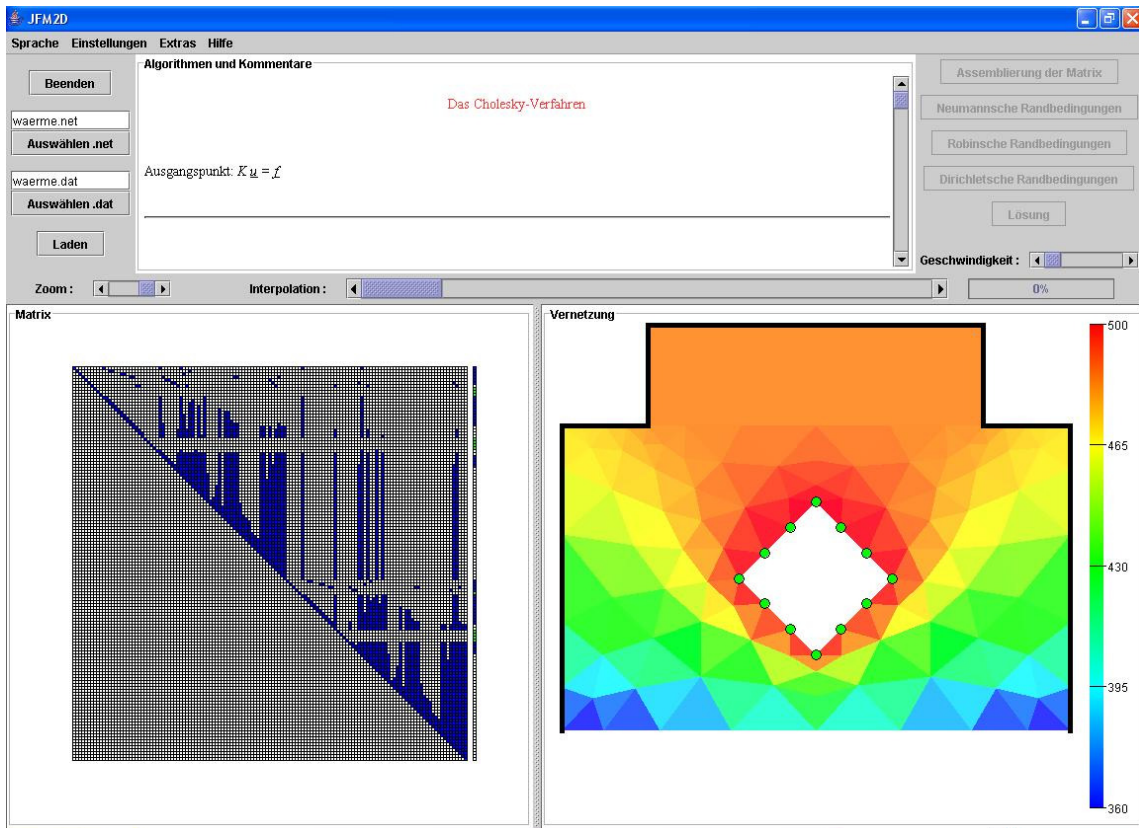 JFM2D
Sprache Einstellungen Extras Hilfe
Beenden
waerme.net
Auswählen .net
waerme.dat
Auswählen .dat
Laden
Algorithmen und Kommentare
Das Cholesky-Verfahren
Ausgangspunkt: K u = f
Assemblierung der Matrix
Neumannsche Randbedingungen
Robinsche Randbedingungen
Dirichletsche Randbedingungen
Lösung
Geschwindigkeit :
Zoom :
Interpolation :
0%
Matrix
Vernetzung
500
465
430
395
360